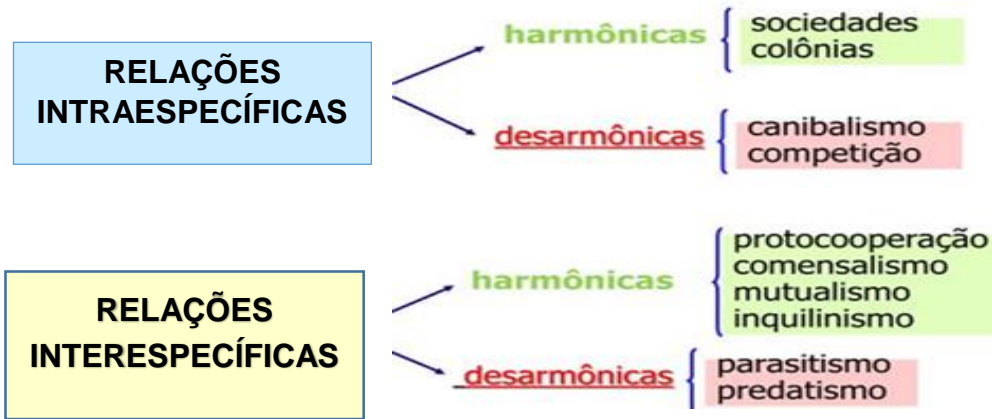 RELAÇÕES
INTRAESPECÍFICAS
harmônicas
sociedades
colônias
desarmônicas
canibalismo
competição
RELAÇÕES
INTERESPECÍFICAS
harmônicas
protocooperação
comensalismo
mutualismo
inquilinismo
desarmônicas
parasitismo
predatismo